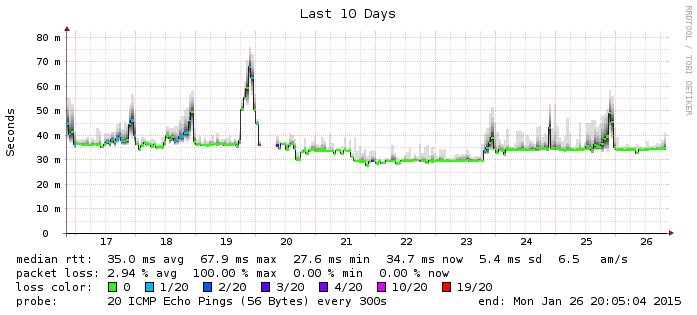 Last 10 Days
RRDTOOL / TOBI OETIKER
Seconds
80 m
70 m
60 m
50 m
40 m
30 m
20 m
10 m
0
17 18 19 20 21 22 23 24 25 26
median rtt: 35.0 ms avg 67.9 ms max 27.6 ms min 34.7 ms now 5.4 ms sd 6.5 am/s
packet loss: 2.94 % avg 100.00 % max 0.00 % min 0.00 % now
loss color: 0 1/20 2/20 3/20 4/20 10/20 19/20
probe: 20 ICMP Echo Pings (56 Bytes) every 300s end: Mon Jan 26 20:05:04 2015